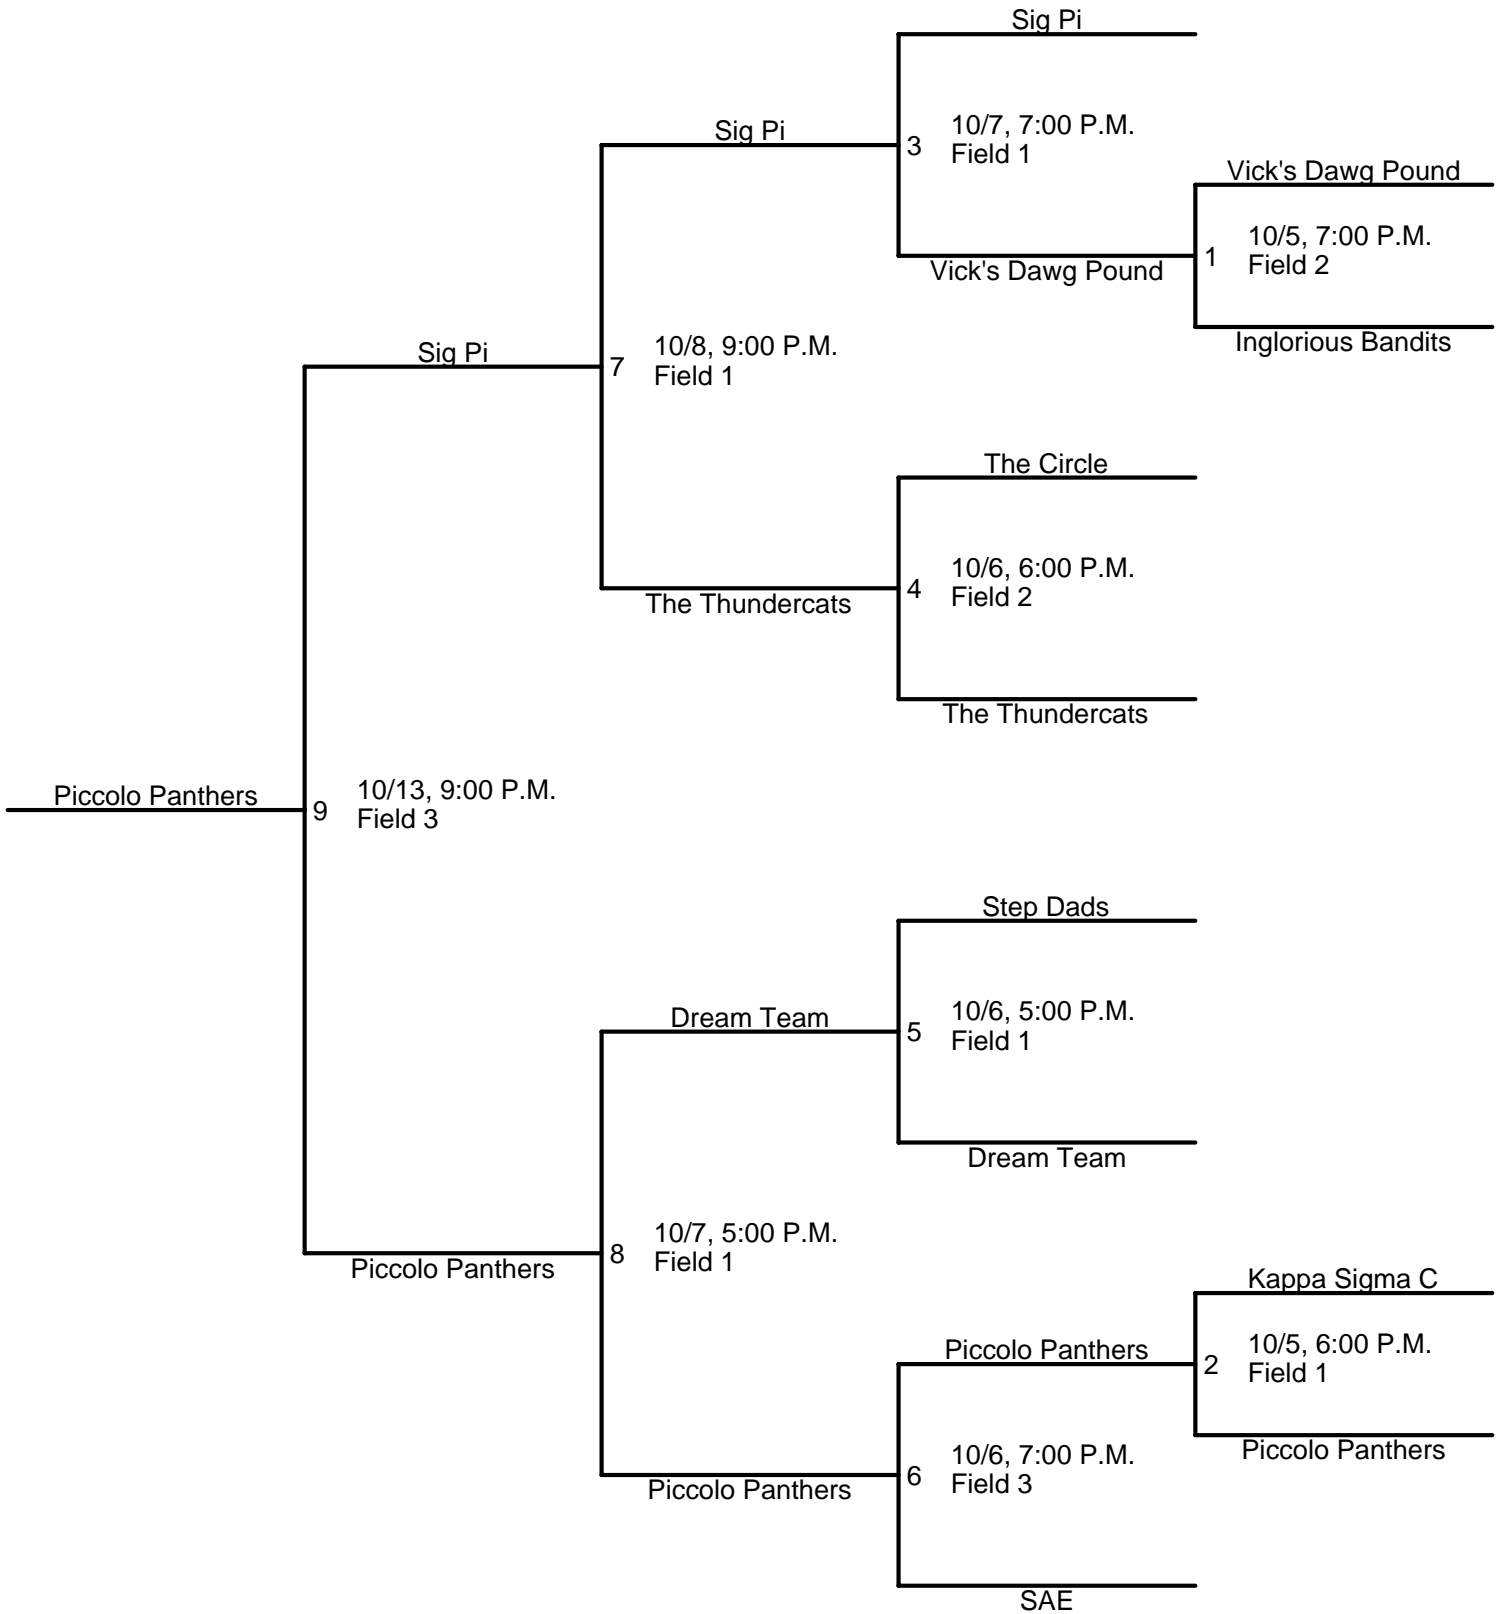 Sig Pi
Sig Pi
3
10/7, 7:00 P.M.
Field 1
Vick's Dawg Pound
1
10/5, 7:00 P.M.
Field 2
Vick's Dawg Pound
Inglorious Bandits
Sig Pi
7
10/8, 9:00 P.M.
Field 1
The Circle
4
10/6, 6:00 P.M.
Field 2
The Thundercats
The Thundercats
Piccolo Panthers
9
10/13, 9:00 P.M.
Field 3
Step Dads
Dream Team
5
10/6, 5:00 P.M.
Field 1
Dream Team
8
10/7, 5:00 P.M.
Field 1
Piccolo Panthers
Kappa Sigma C
Piccolo Panthers
2
10/5, 6:00 P.M.
Field 1
Piccolo Panthers
6
10/6, 7:00 P.M.
Field 3
Piccolo Panthers
SAE